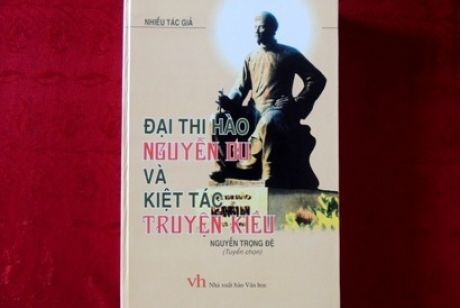 NHIỀU TÁC GIẢ
ĐẠI THI HÀO
NGUYỄN DU
VÀ
KIỆT TÁC
TRUYỆN KIỀU
NGUYỄN TRỌNG ĐỆ
(Tuyển chọn)
vh Nhà xuất bản Văn học